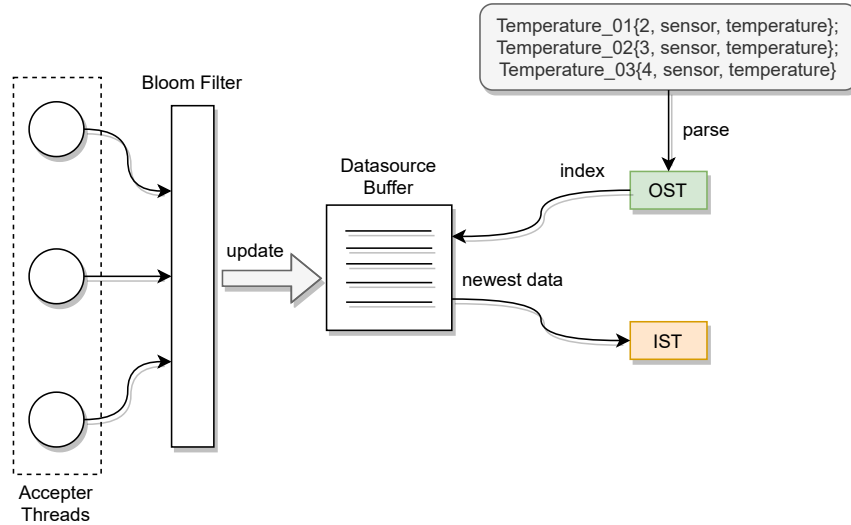 Temperature_01{2, sensor, temperature};
Temperature_02{3, sensor, temperature};
Temperature_03{4, sensor, temperature}
Bloom Filter
parse
Datasource
Buffer
index
OST
update
newest data
IST
Accepter
Threads